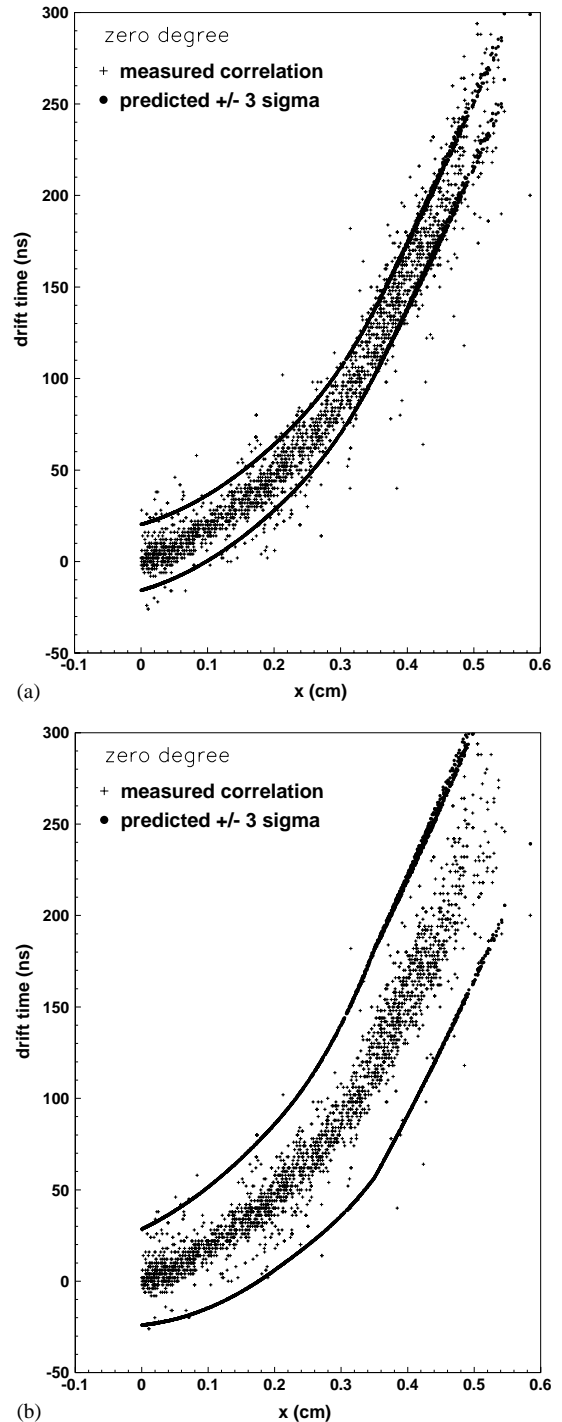 300
250
200
150
100
50
0
-50
drift time (ns)
zero degree
+ measured correlation
● predicted +/- 3 sigma
-0.1 0 0.1 0.2 0.3 0.4 0.5 0.6
x (cm)
(a)
300
250
200
150
100
50
0
-50
drift time (ns)
zero degree
+ measured correlation
● predicted +/- 3 sigma
-0.1 0 0.1 0.2 0.3 0.4 0.5 0.6
x (cm)
(b)